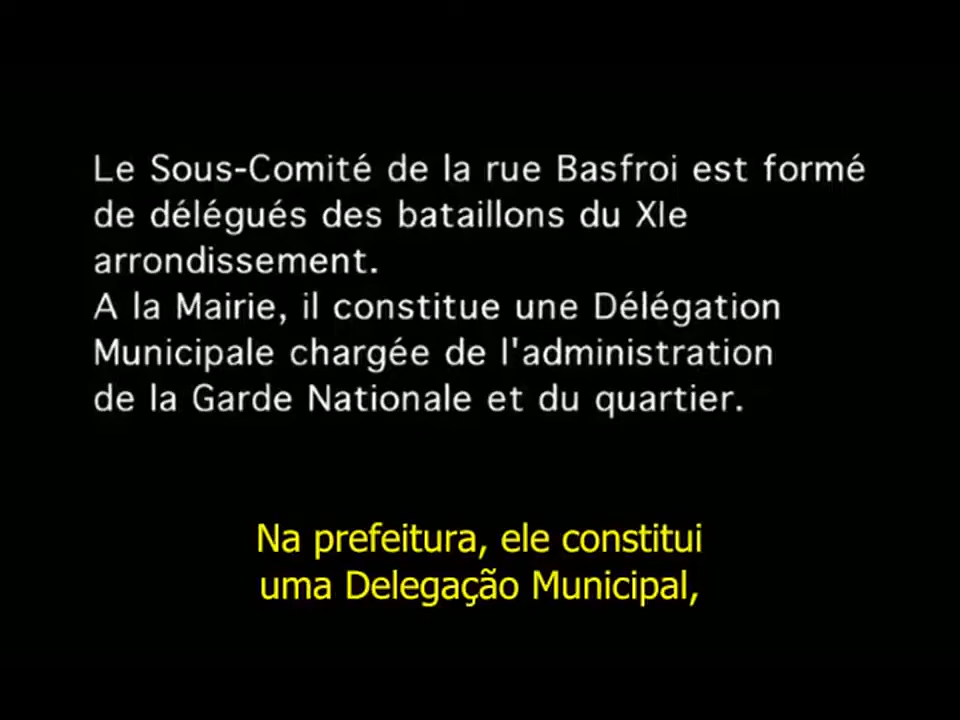 Le Sous-Comité de la rue Basfroi est formé
de délégués des bataillons du XIe
arrondissement.
A la Mairie, il constitue une Délégation
Municipale chargée de l'administration
de la Garde Nationale et du quartier.
Na prefeitura, ele constitui
uma Delegação Municipal,